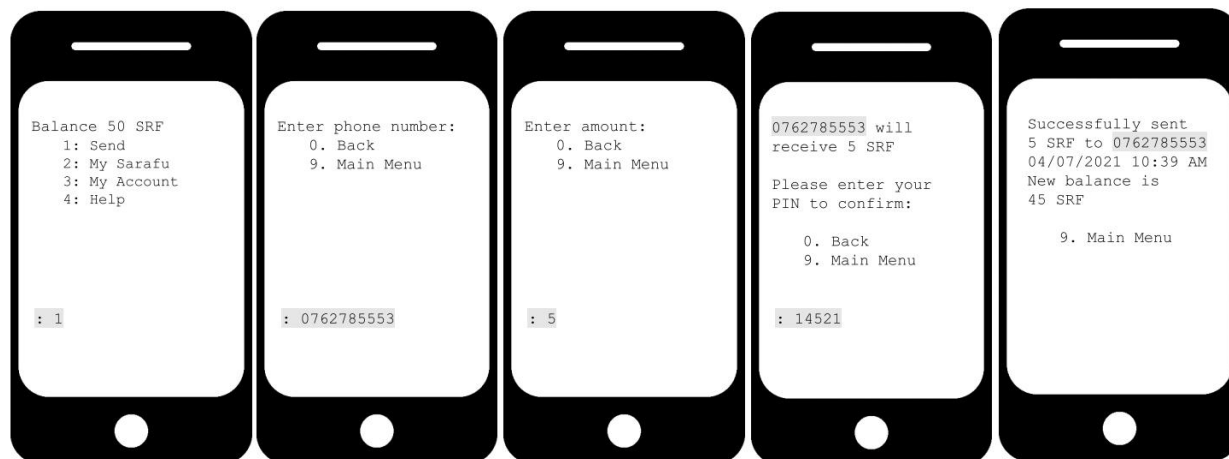 Balance 50 SRF
1: Send
2: My Sarafu
3: My Account
4: Help
: 1
Enter phone number:
0. Back
9. Main Menu
: 0762785553
Enter amount:
0. Back
9. Main Menu
: 5
0762785553 will
receive 5 SRF
Please enter your
PIN to confirm:
0. Back
9. Main Menu
: 14521
Successfully sent
5 SRF to 0762785553
04/07/2021 10:39 AM
New balance is
45 SRF
9. Main Menu